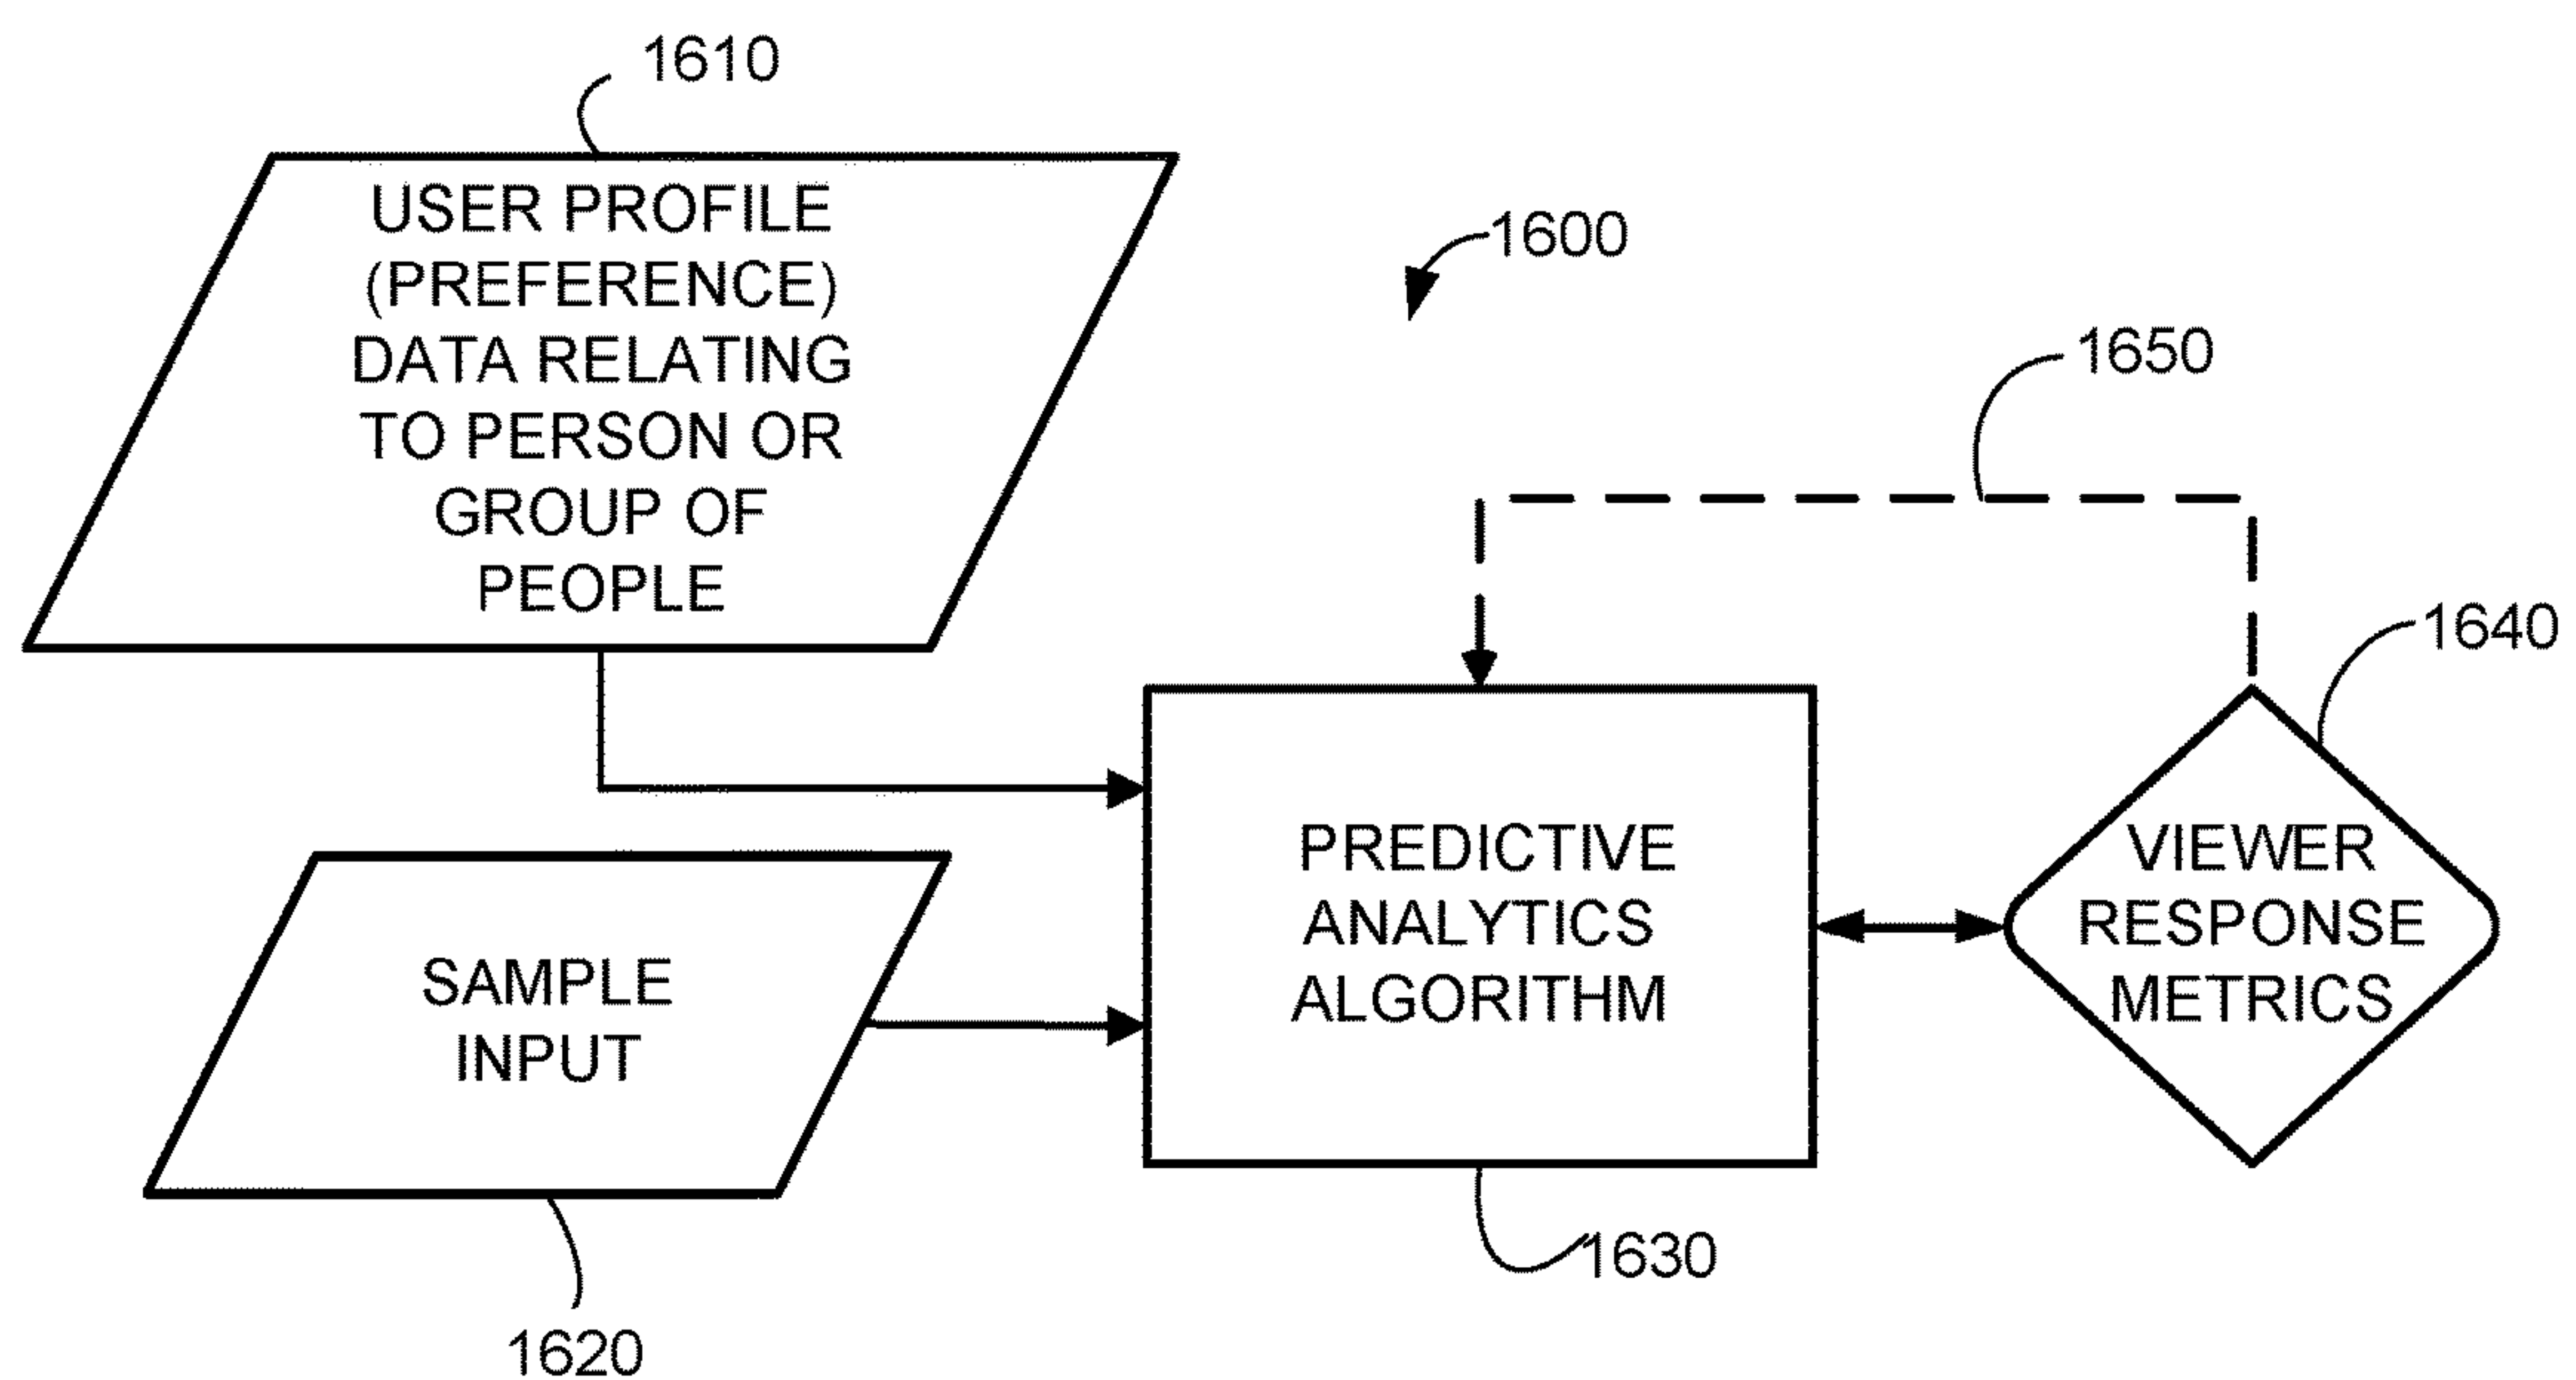 1610
USER PROFILE
(PREFERENCE)
DATA RELATING
TO PERSON OR
GROUP OF
PEOPLE
1600
1650
1640
PREDICTIVE
ANALYTICS
ALGORITHM
VIEWER
RESPONSE
METRICS
SAMPLE
INPUT
1630
1620